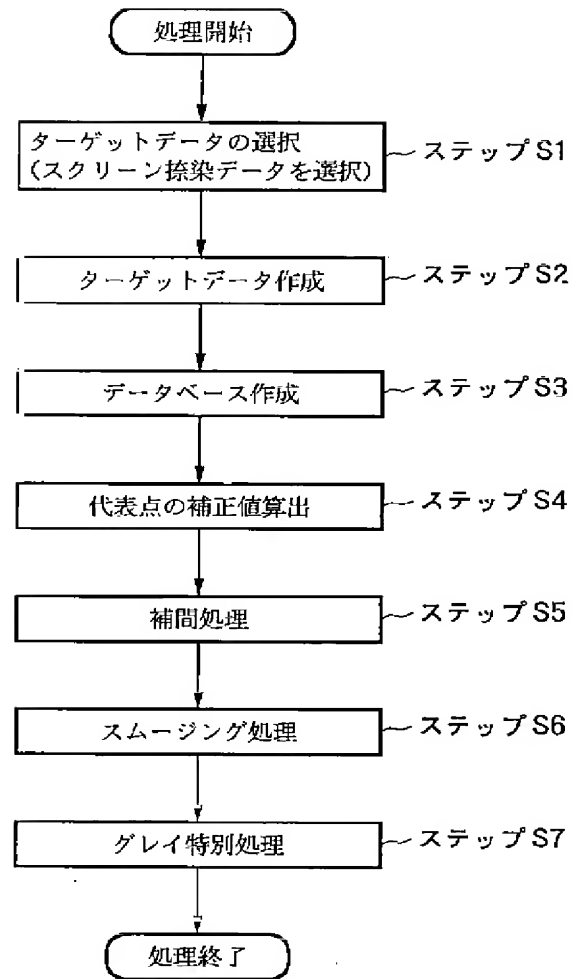 処理開始
ターゲットデータの選択
(スクリーン捺染データを選択)
ステップS1
ターゲットデータ作成
ステップS2
データベース作成
ステップS3
代表点の補正値算出
ステップS4
補間処理
ステップS5
スムージング処理
ステップS6
グレイ特別処理
ステップS7
処理終了